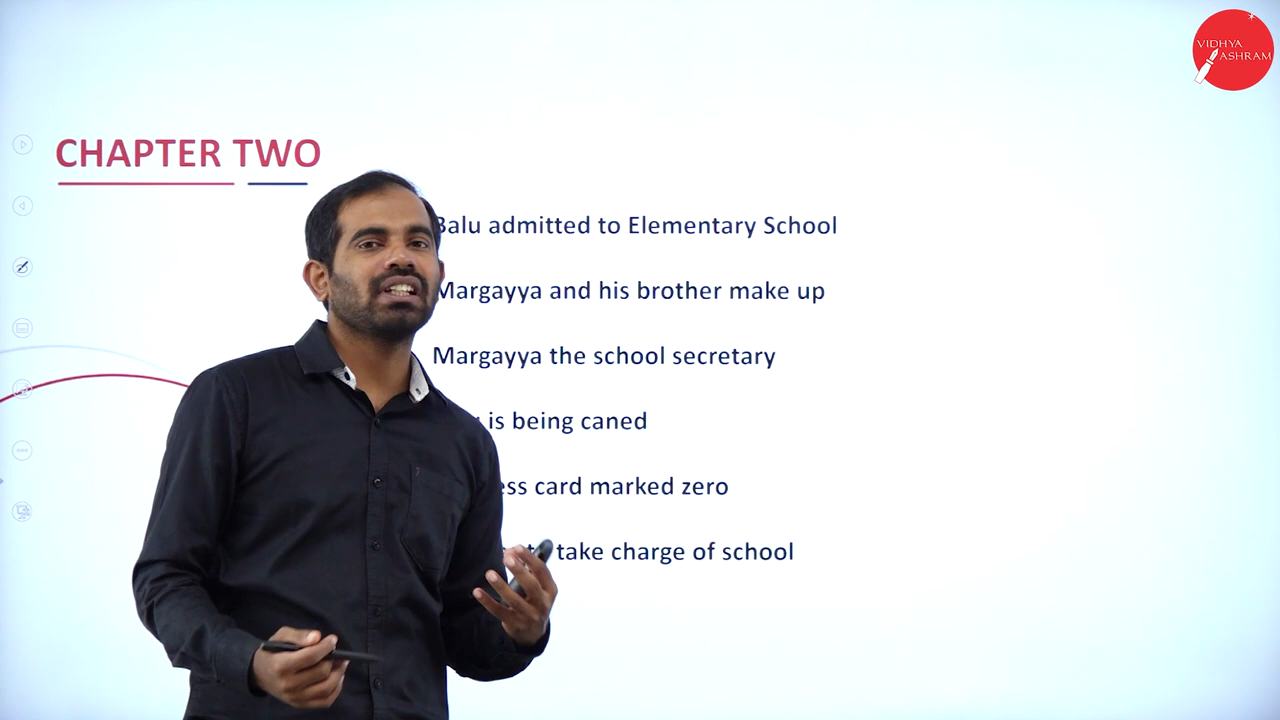 VIDHYA
ASHRAM
CHAPTER TWO
Balu admitted to Elementary School
Margayya and his brother make up
Margayya the school secretary
is being caned
card marked zero
take charge of school